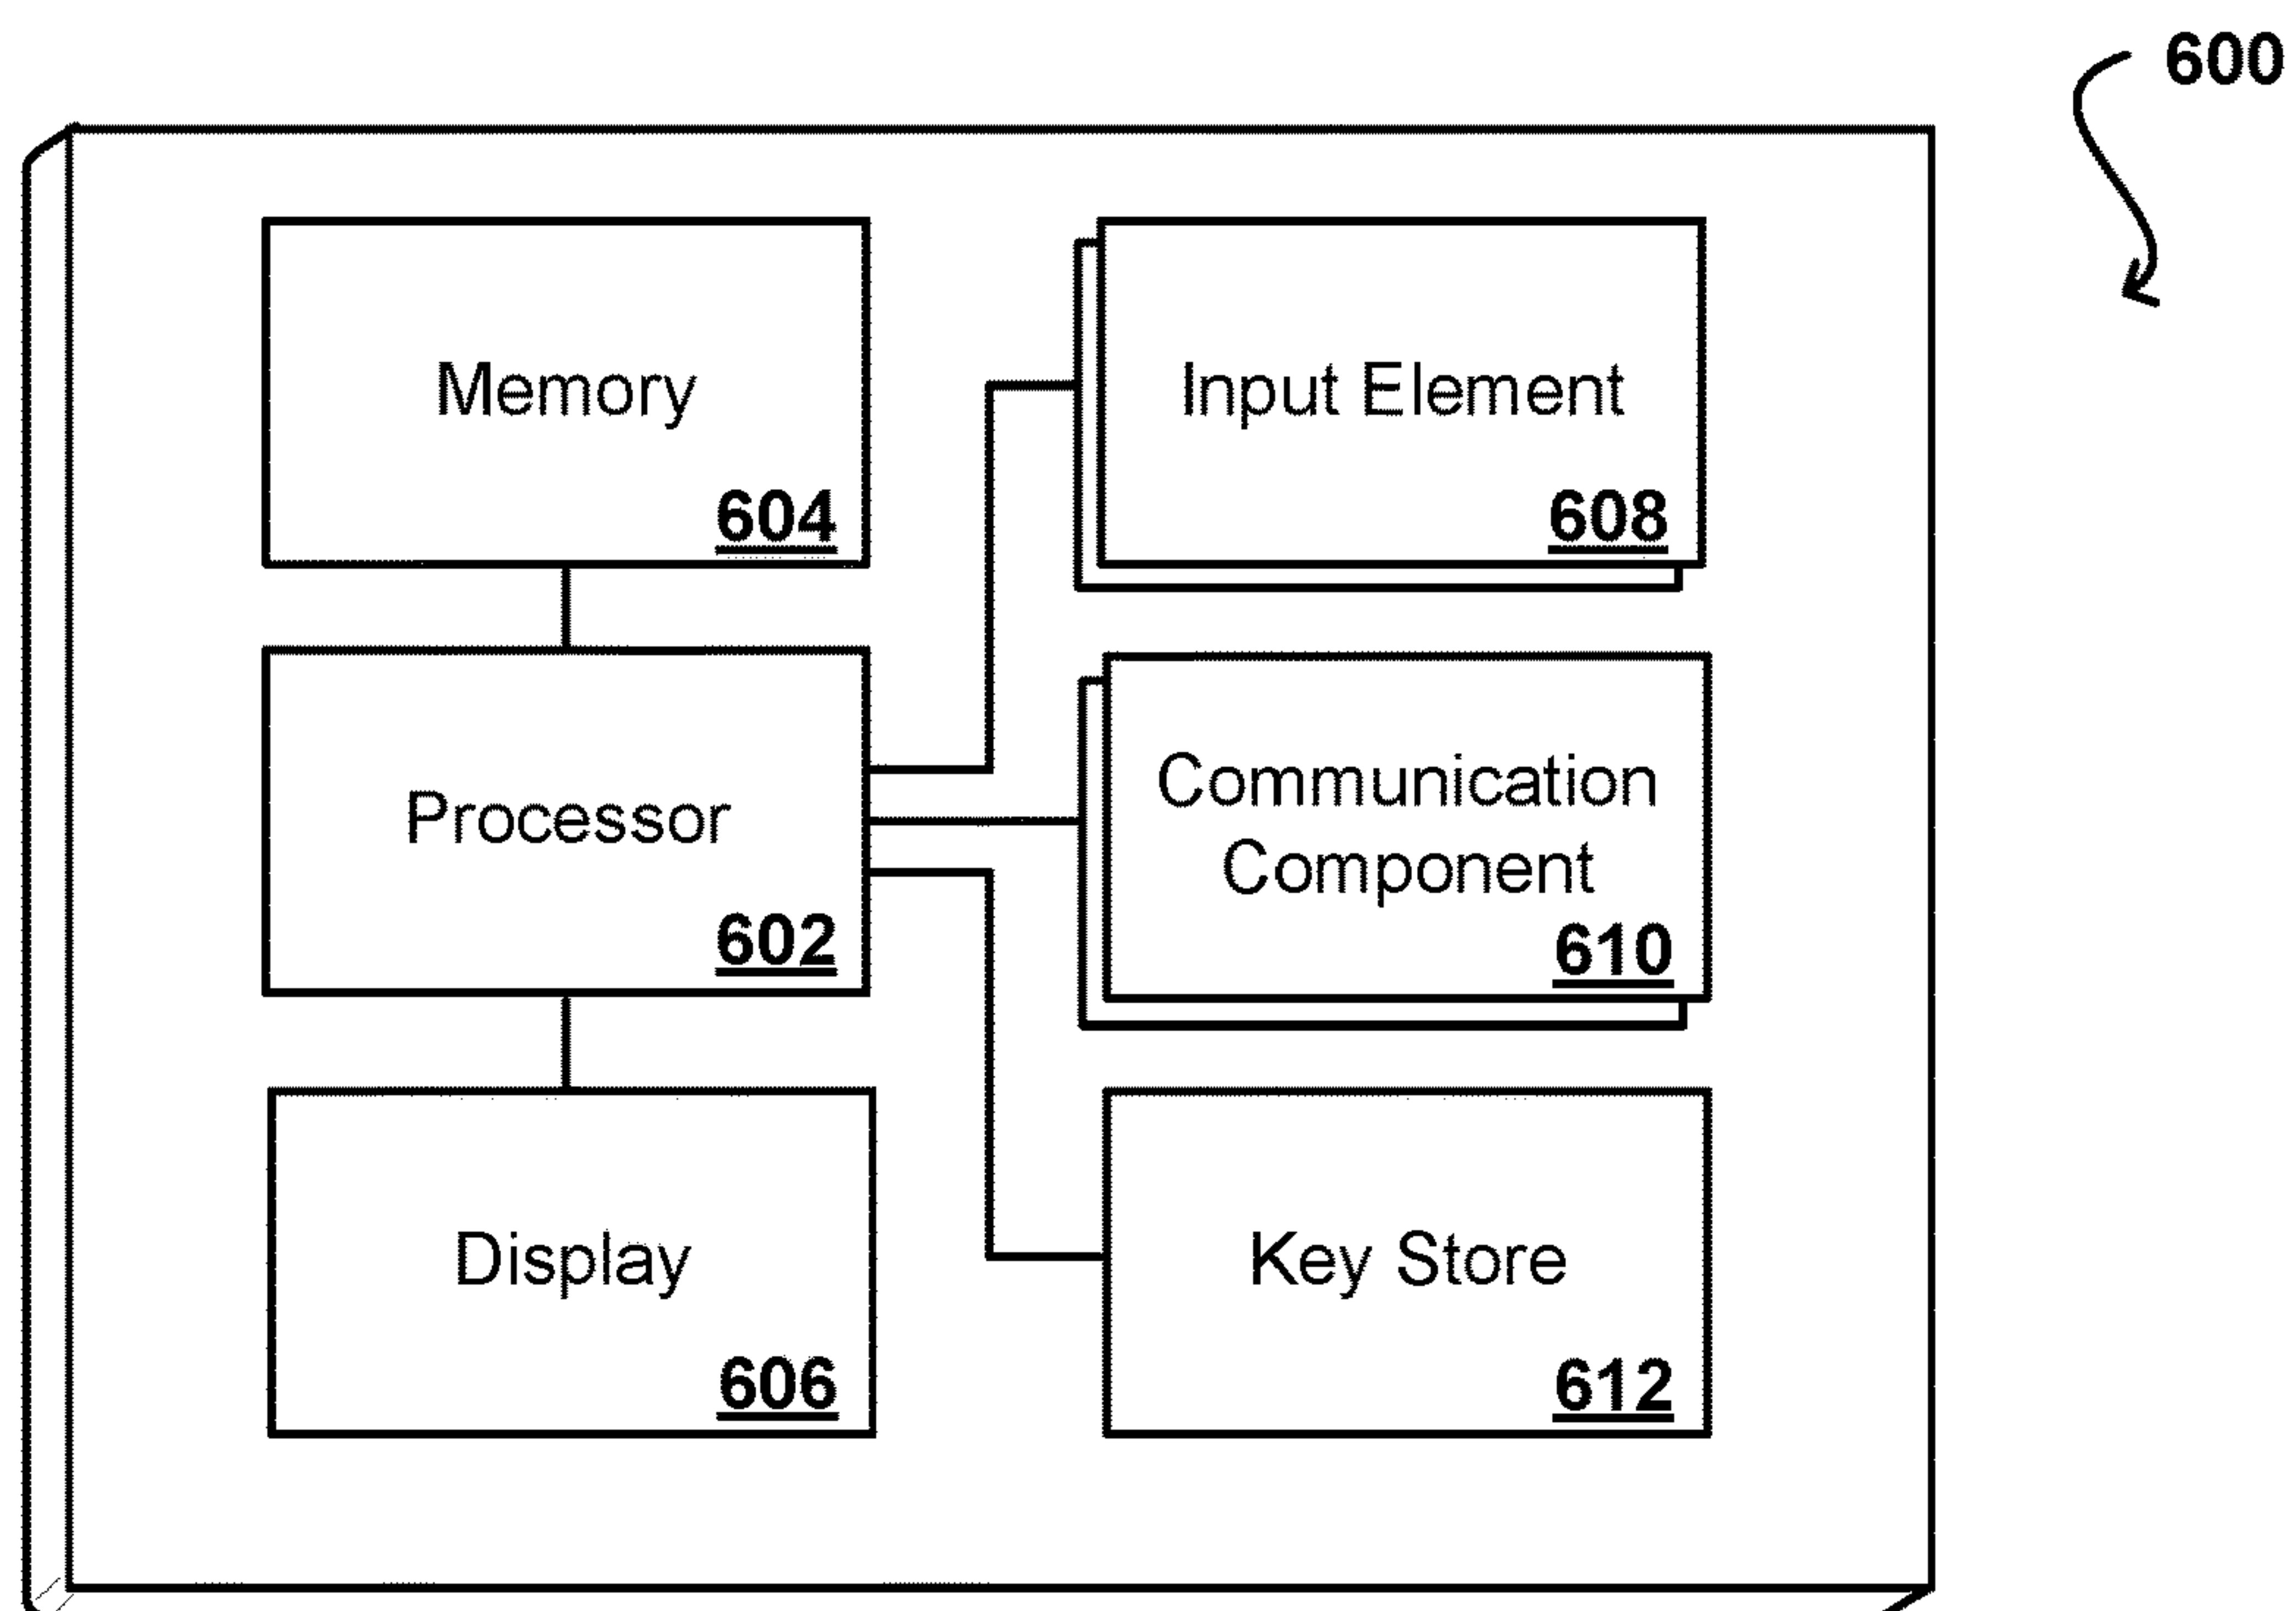 600
Memory
604
Input Element
608
Processor
602
Communication
Component
610
Display
606
Key Store
612